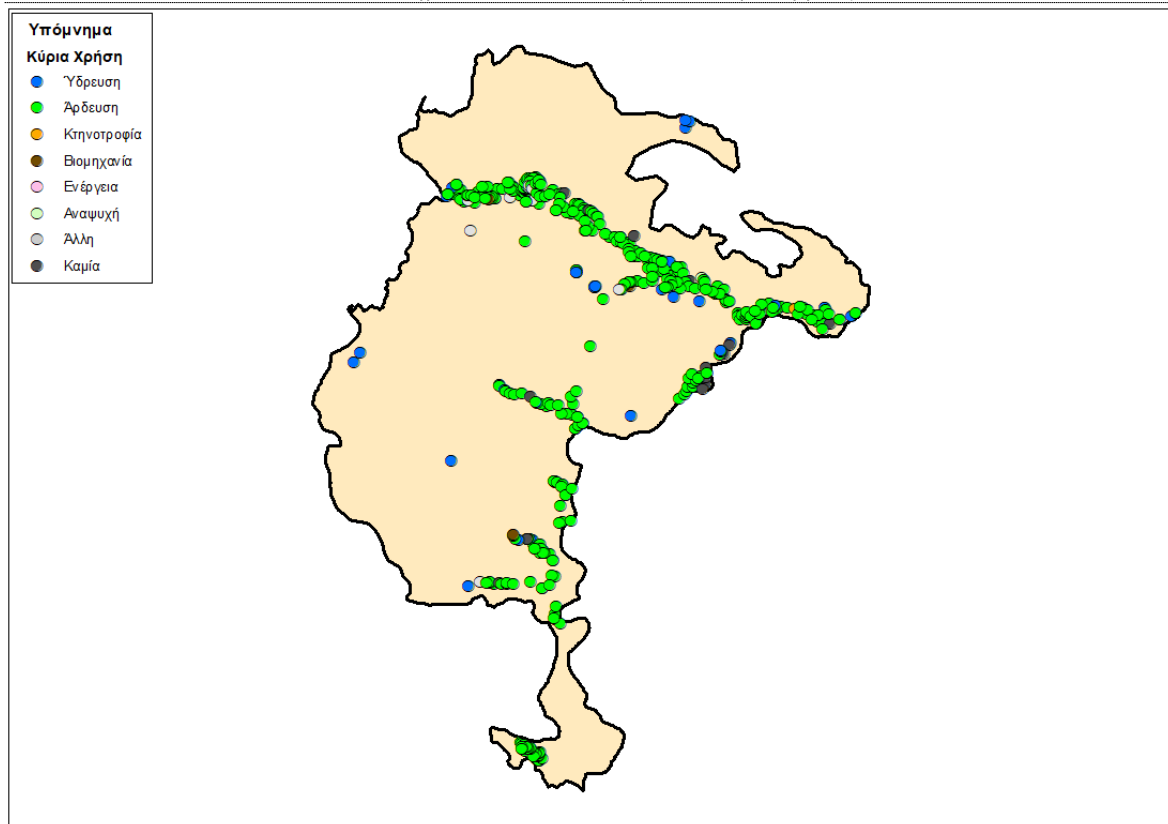 Υπόμνημα
Κύρια Χρήση
Ύδρευση
Άρδευση
Κτηνοτροφία
Βιομηχανία
Ενέργεια
Αναψυχή
Άλλη
Καμία